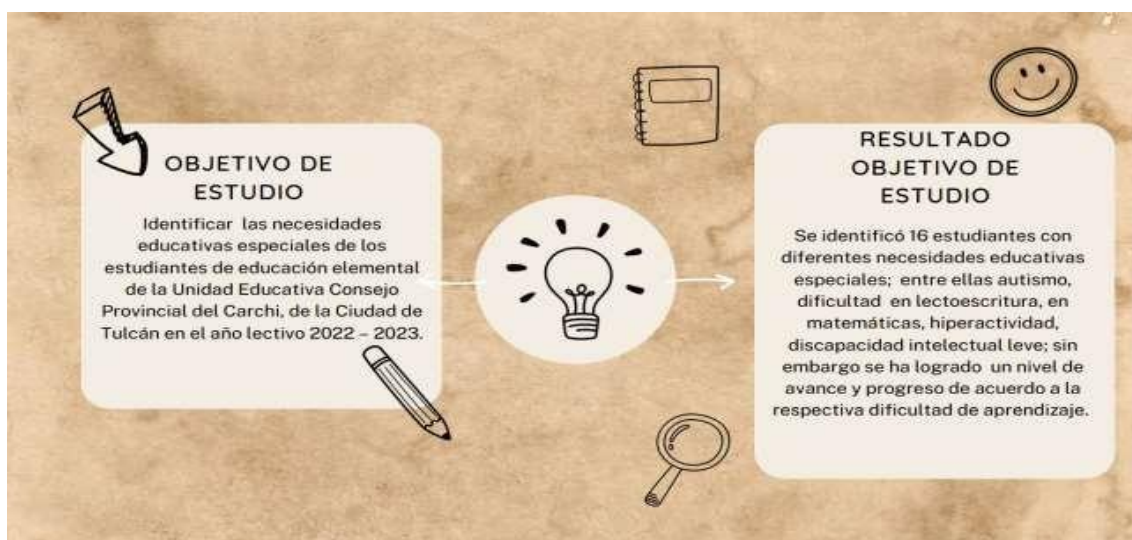 OBJETIVO DE
ESTUDIO
Identificar las necesidades
educativas especiales de los
estudiantes de educación elemental
de la Unidad Educativa Consejo
Provincial del Carchi, de la Ciudad de
Tulcán en el año lectivo 2022 – 2023.
RESULTADO
OBJETIVO DE
ESTUDIO
Se identificó 16 estudiantes con
diferentes necesidades educativas
especiales; entre ellas autismo,
dificultad en lectoescritura, en
matemáticas, hiperactividad,
discapacidad intelectual leve; sin
embargo se ha logrado un nivel de
avance y progreso de acuerdo a la
respectiva dificultad de aprendizaje.